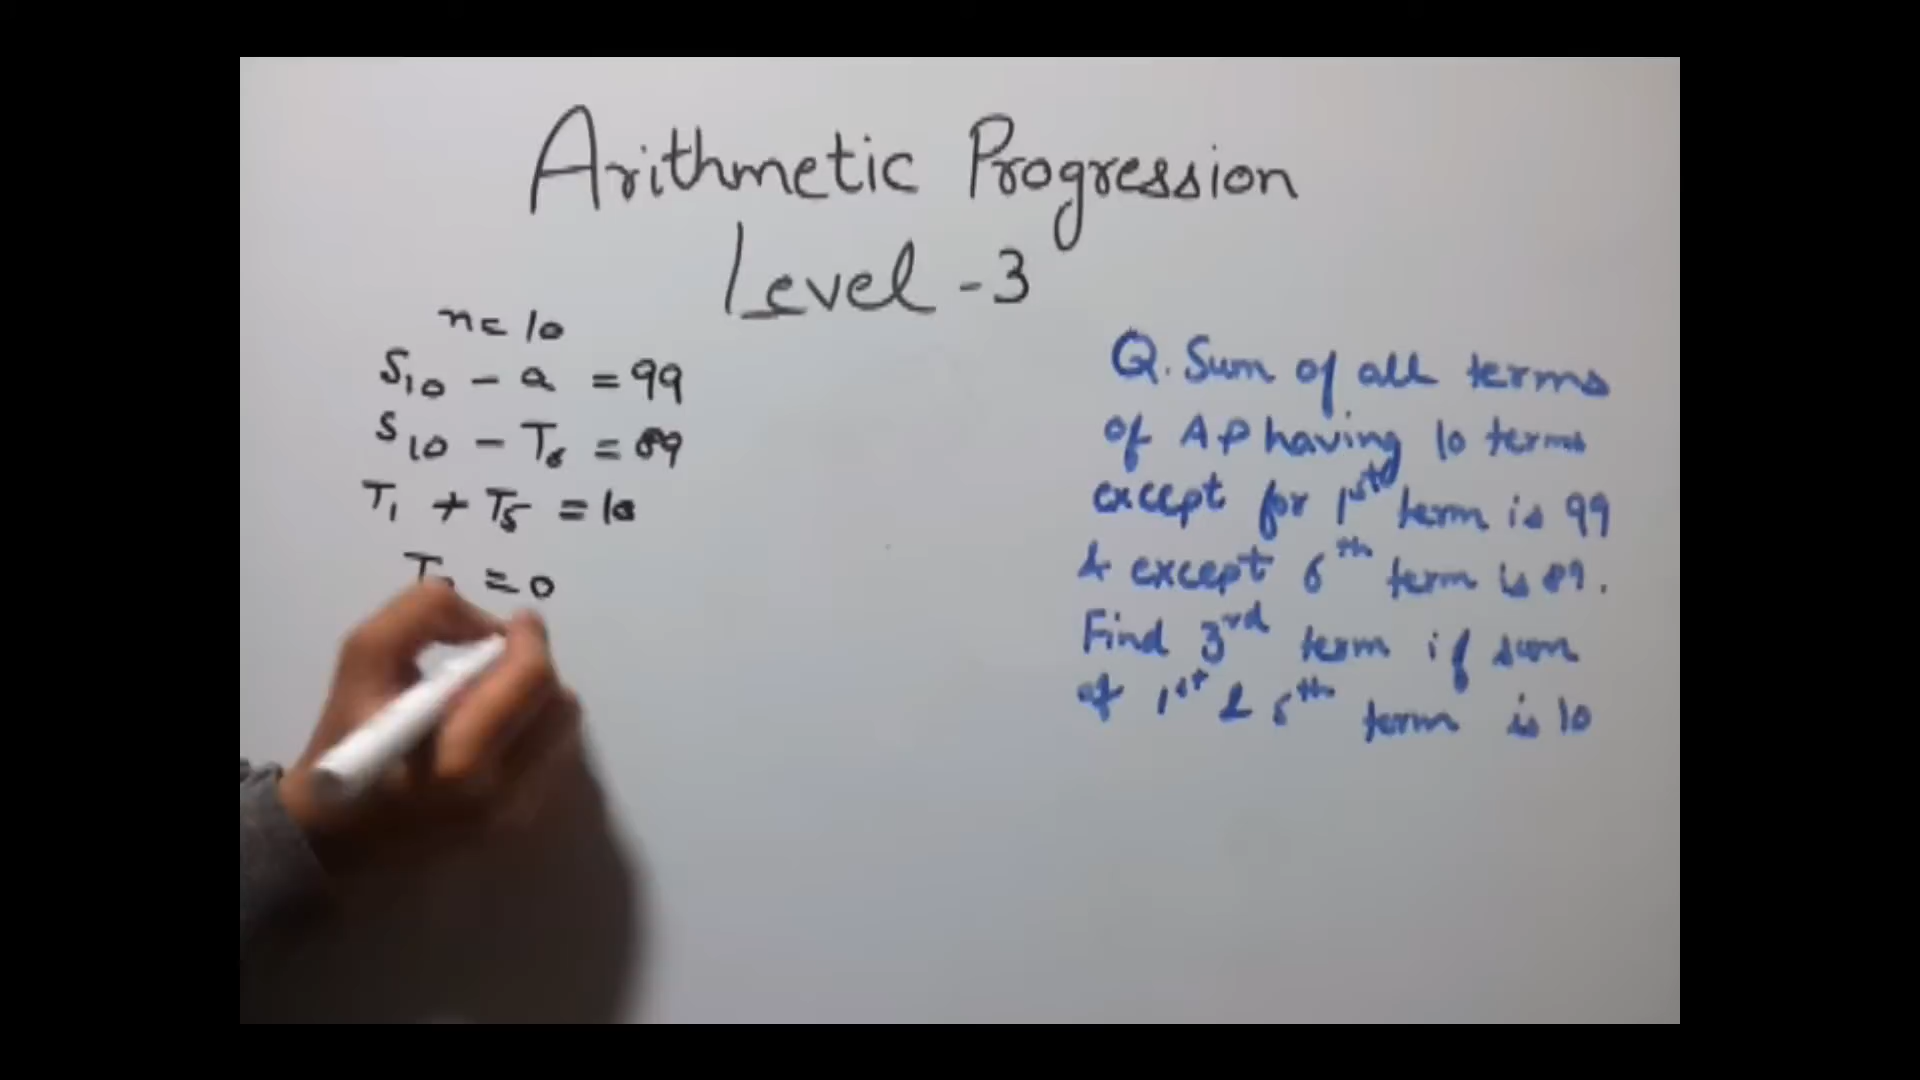 Arithmetic Progression
Level -3
n = 10
S10 - a = 99
S10 - T6 = 89
T1 + T5 = 10
= 0
Q. Sum of all terms
of AP having 10 terms
except for 1st term is 99
& except 6th term is 89.
Find 3rd term if sum
of 1st & 5th term is 10